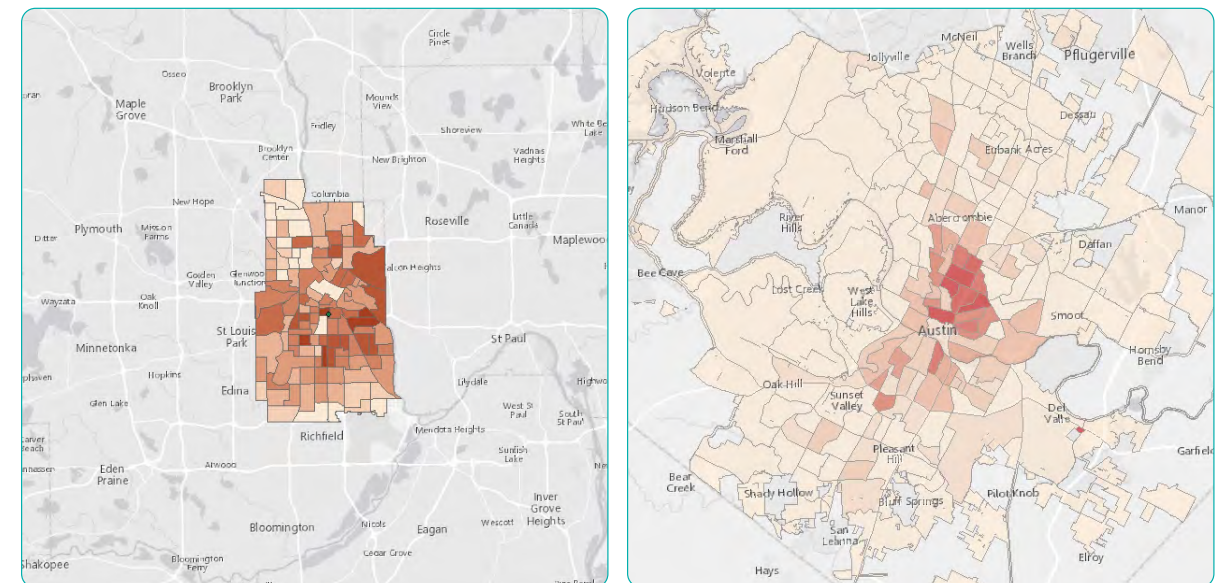 Circle
Pines
Osseo
Brooklyn
Park
Maple
Grove
Mounds
View
Fridley
Shoreview
White Be
Lake
Brooklyn
Center
New Brighton
Vadnais
Heights
Columbia
New Hope
Roseville
Little
Canada
Plymouth
Mission
Farms
Ditter
Maplewoo
Golden
Valley
Glenwood
Junction
alcon Heights
Wayzata
Oak
Knoll
St Louis
Park
St Paul
Minnetonka
Hopkins
Edina
Lilydale
Highwo
Glen Lake
West St
Paul
South
St Paul
Richfield
Mendota Heights
Sunfish
Lake
Eden
Prairie
Atwood
Inver
Grove
Heights
Bloomington
Nicols
Eagan
Wescott
Cedar Grove
Bloomington
Ferry
Shakopee
McNeil
Wells
Branch
Pflugerville
Jollyville
Volente
Hudson Bend
Dessau
Marshall
Ford
Eubank Acres
River
Hills
Abercrombie
Manor
Daffan
Bee Cave
Lost Creek
West
Lake
Hills
Austin
Smoot
Hornsby
Bend
Oak Hill
Sunset
Valley
Del
Valle
Pleasant
Hill
Garfield
Bear
Creek
Shady Hollow
Bluff Springs
Pilot Knob
San
Leanna
Elroy
Hays